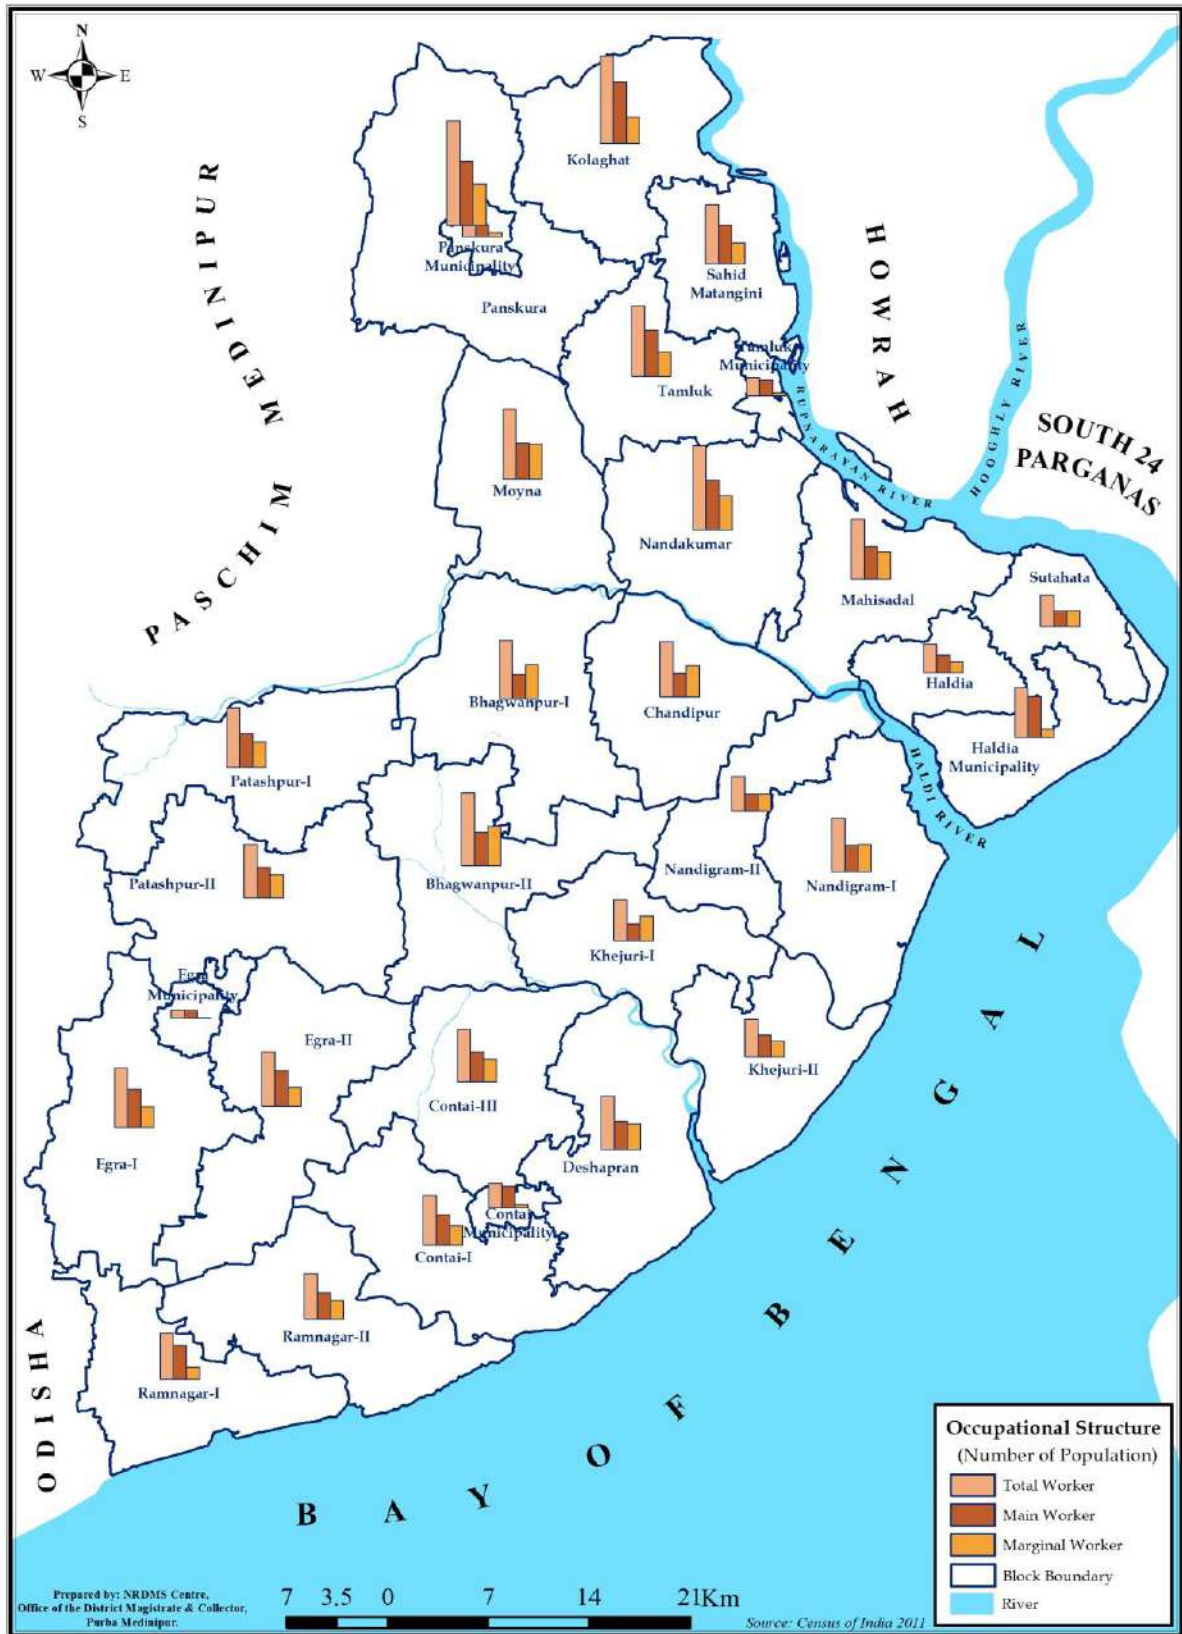 N
W E
S
Kolaghat
PASCHIM MEDINIPUR
HOWRAH
Panskura
Municipality
Sahid
Matangini
Panskura
Tamluk
Municipality
Tamluk
RUPNARAYAN RIVER
HOOGHLY RIVER
SOUTH 24
PARGANAS
Moyna
Nandakumar
Sutahata
Mahisadal
Haldia
Bhagwanpur-I
Chandipur
Haldia
Municipality
HALDI RIVER
Patashpur-I
Patashpur-II
Bhagwanpur-II
Nandigram-II
Nandigram-I
Khejuri-I
Egra
Municipality
Egra-II
Khejuri-II
Contai-III
Egra-I
Deshapran
Contai
Municipality
Contai-I
Ramnagar-II
Ramnagar-I
ODISHA
BAY OF BENGAL
Occupational Structure
(Number of Population)
Total Worker
Main Worker
Marginal Worker
Block Boundary
River
Prepared by: NRDMS Centre,
Office of the District Magistrate & Collector,
Purba Medinipur.
7 3.5 0 7 14 21Km
Source: Census of India 2011